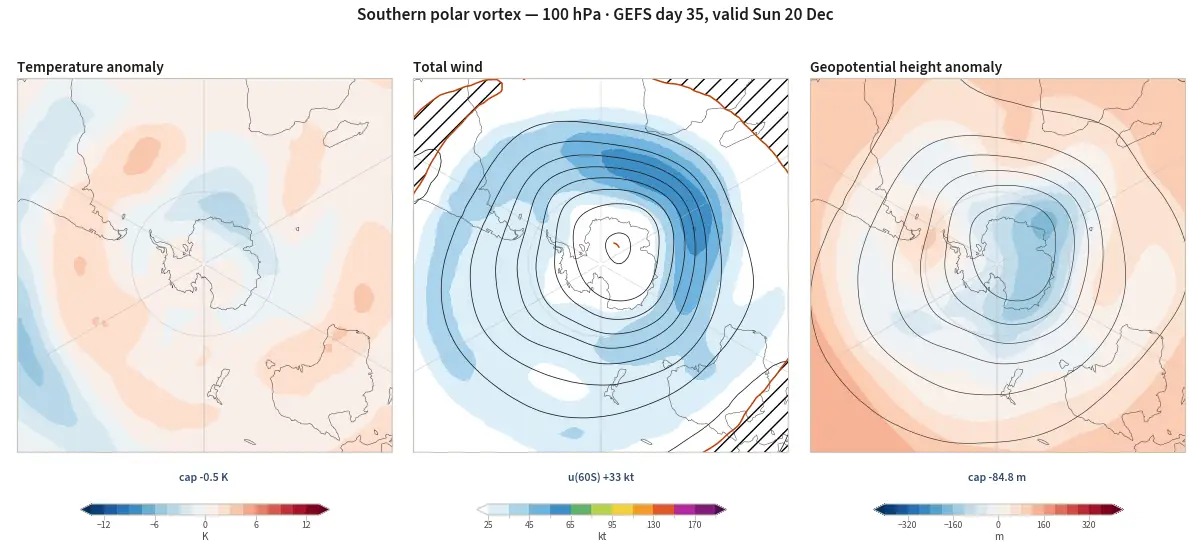 Southern polar vortex — 100 hPa · GEFS day 35, valid Sun 20 Dec
Temperature anomaly
Total wind
Geopotential height anomaly
cap -0.5 K
u(60S) +33 kt
cap -84.8 m
−12 −6 0 6 12
K
25 45 65 95 130 170
kt
−320 −160 0 160 320
m